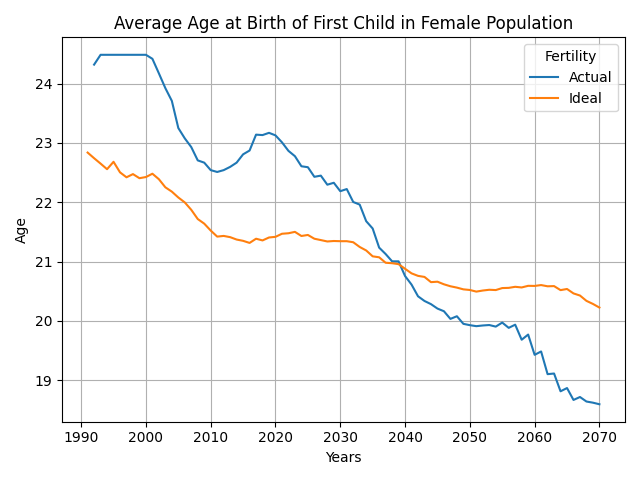 Average Age at Birth of First Child in Female Population
Fertility
Actual
Ideal
Age
24
23
22
21
20
19
1990 2000 2010 2020 2030 2040 2050 2060 2070
Years